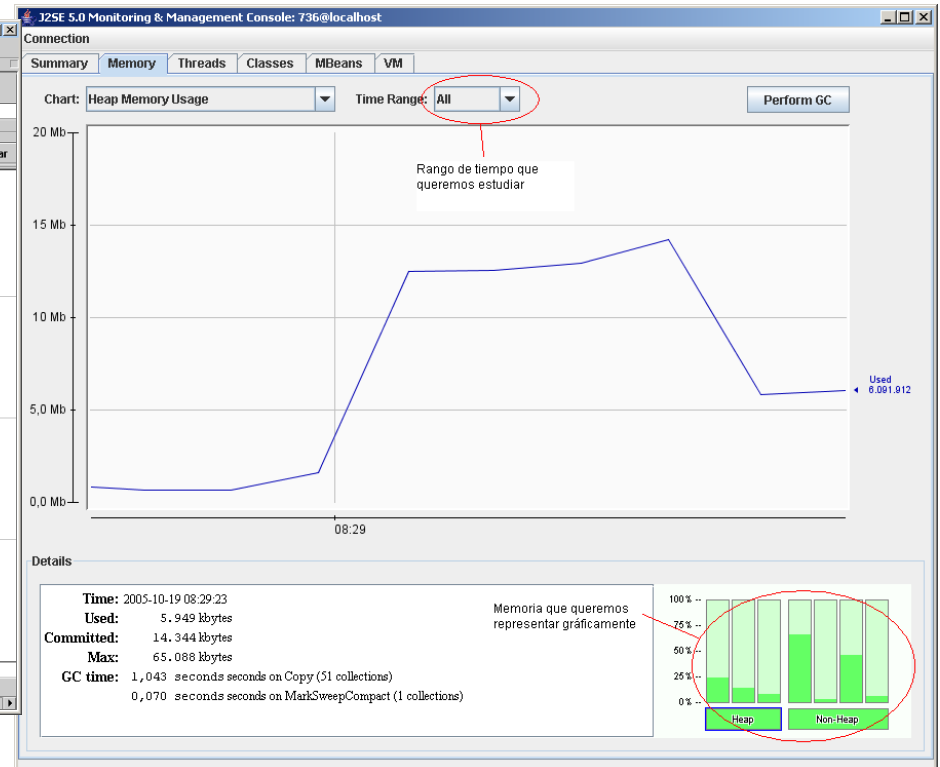 J2SE 5.0 Monitoring & Management Console: 736@localhost
Connection
Summary Memory Threads Classes MBeans VM
Chart: Heap Memory Usage Time Range: All Perform GC
20 Mb
ar
Rango de tiempo que
queremos estudiar
15 Mb
10 Mb
Used
6.091.912
5,0 Mb
0,0 Mb
08:29
Details
Time: 2005-10-19 08:29:23
Used: 5.949 kbytes
Committed: 14.344 kbytes
Max: 65.088 kbytes
GC time: 1,043 seconds seconds on Copy (51 collections)
0,070 seconds seconds on MarkSweepCompact (1 collections)
Memoria que queremos
representar gráficamente
100% --
75% --
50% --
25% --
0% --
Heap Non-Heap